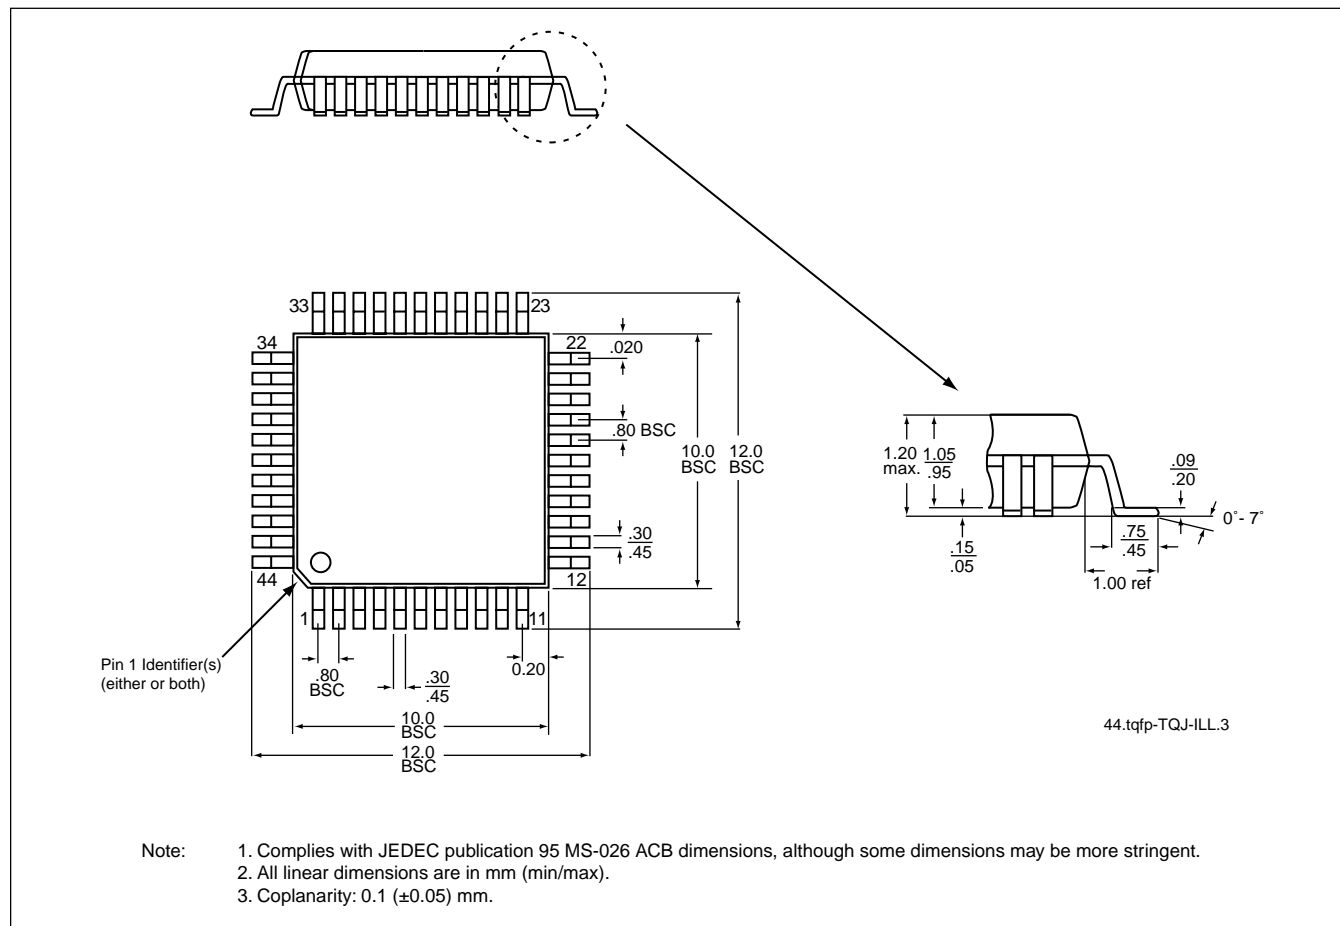 33
23
34
22
.020
.80 BSC
10.0
BSC
12.0
BSC
.30
.45
44
12
1
11
Pin 1 Identifier(s)
(either or both)
.80
BSC
.30
.45
0.20
10.0
BSC
12.0
BSC
1.20
max.
1.05
.95
.15
.05
.09
.20
0˚- 7˚
.75
.45
1.00 ref
44.tqfp-TQJ-ILL.3
Note:
1. Complies with JEDEC publication 95 MS-026 ACB dimensions, although some dimensions may be more stringent.
2. All linear dimensions are in mm (min/max).
3. Coplanarity: 0.1 (±0.05) mm.